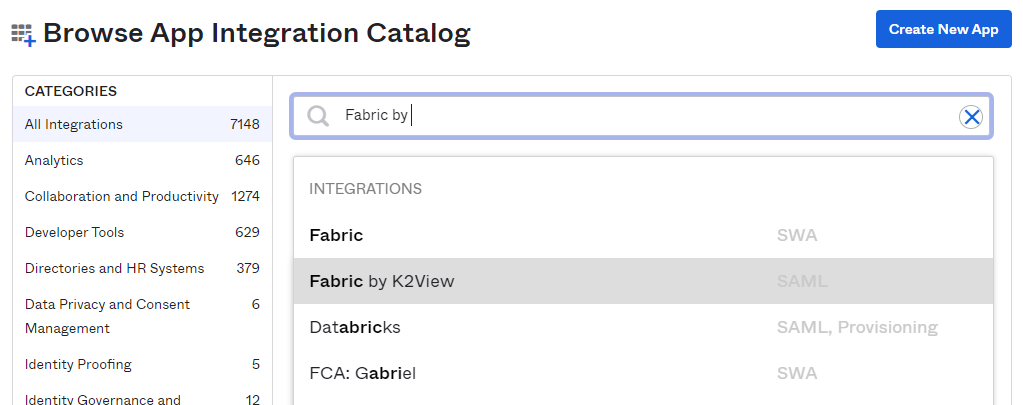 Browse App Integration Catalog
Create New App
CATEGORIES
All Integrations 7148
Analytics 646
Collaboration and Productivity 1274
Developer Tools 629
Directories and HR Systems 379
Data Privacy and Consent 6
Management
Identity Proofing 5
Identity Governance and 12
Fabric by
INTEGRATIONS
Fabric SWA
Fabric by K2View SAML
Databricks SAML, Provisioning
FCA: Gabriel SWA